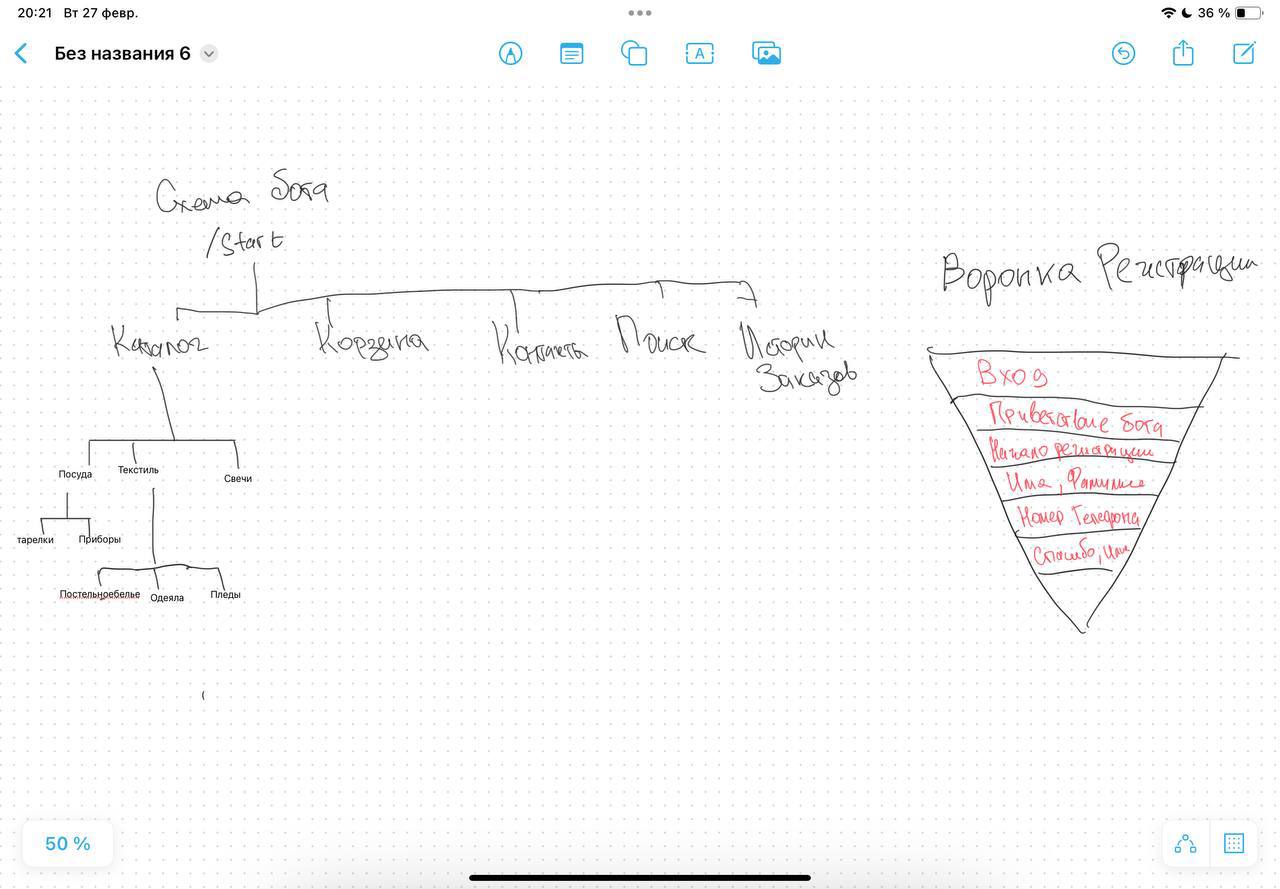 20:21 Вт 27 февр.
36 %
Без названия 6
A
Схема бота
/Start
Каталог
Корзина
Контакты
Поиск
История
Заказов
Посуда
Текстиль
Свечи
тарелки
Приборы
Постельноебелье
Одеяла
Пледы
Воронка Регистрации
Вход
Приветствие бота
Начало регистрации
Имя, Фамилия
Номер Телефона
Спасибо, Имя
50 %